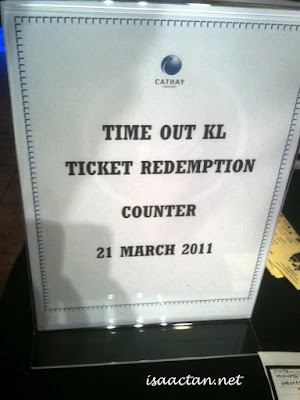 CATHAY
TIME OUT KL
TICKET REDEMPTION
COUNTER
21 MARCH 2011
isaactan.net